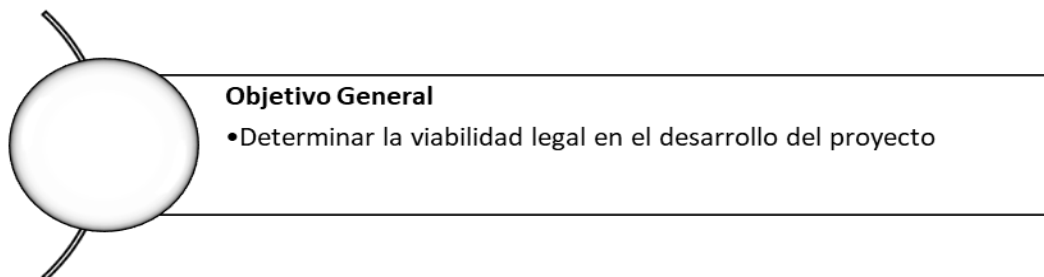 Objetivo General
•Determinar la viabilidad legal en el desarrollo del proyecto